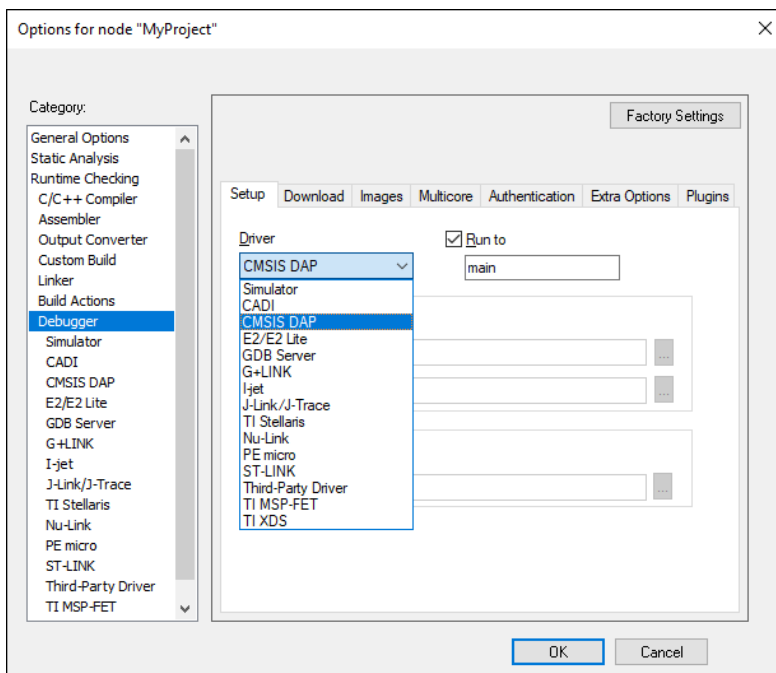 Options for node "MyProject"
Category:
General Options
Static Analysis
Runtime Checking
C/C++ Compiler
Assembler
Output Converter
Custom Build
Linker
Build Actions
Debugger
Simulator
CADI
CMSIS DAP
E2/E2 Lite
GDB Server
G+LINK
I-jet
J-Link/J-Trace
TI Stellaris
Nu-Link
PE micro
ST-LINK
Third-Party Driver
TI MSP-FET
Factory Settings
Setup Download Images Multicore Authentication Extra Options Plugins
Driver
Run to
CMSIS DAP
main
Simulator
CADI
CMSIS DAP
E2/E2 Lite
GDB Server
G+LINK
I-jet
J-Link/J-Trace
TI Stellaris
Nu-Link
PE micro
ST-LINK
Third-Party Driver
TI MSP-FET
TI XDS
...
...
...
OK
Cancel